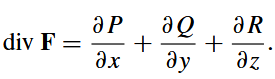 div F = ∂P/∂x + ∂Q/∂y + ∂R/∂z.